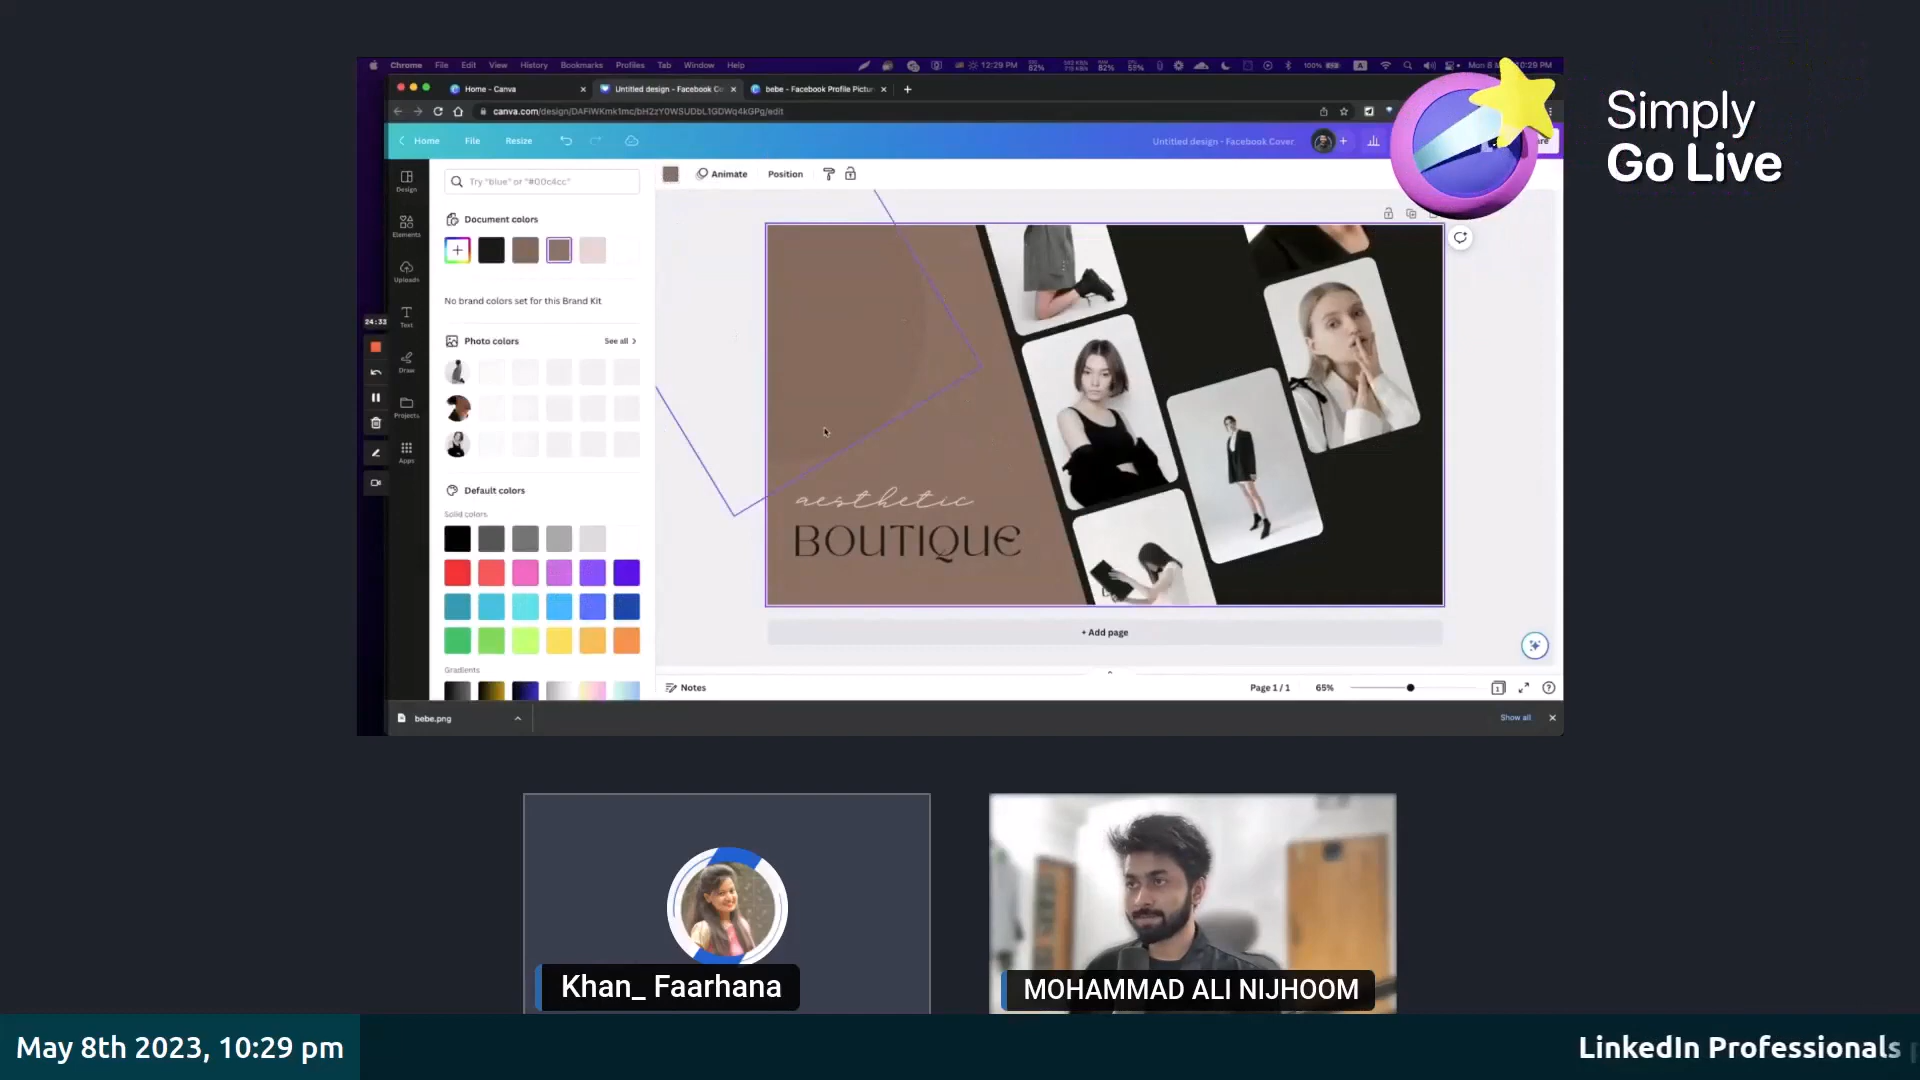 Chrome File Edit View History Bookmarks Profiles Tab Window Help
12:29 PM
100%
Home - Canva
Untitled design - Facebook Co
bebe - Facebook Profile Pictur
canva.com/design/DAFiWKmk1mc/bH2zY0WSUDbL1GDWq4kGPg/edit
Simply
Go Live
Home File Resize
Untitled design - Facebook Cover
Try "blue" or "#00c4cc"
Animate Position
Design
Elements
Uploads
Text
Draw
Projects
Apps
24:33
Document colors
No brand colors set for this Brand Kit
Photo colors
See all
Default colors
Solid colors
Gradients
aesthetic
BOUTIQUE
+ Add page
Notes
Page 1 / 1
65%
bebe.png
Show all
Khan_ Faarhana
MOHAMMAD ALI NIJHOOM
May 8th 2023, 10:29 pm
LinkedIn Professionals